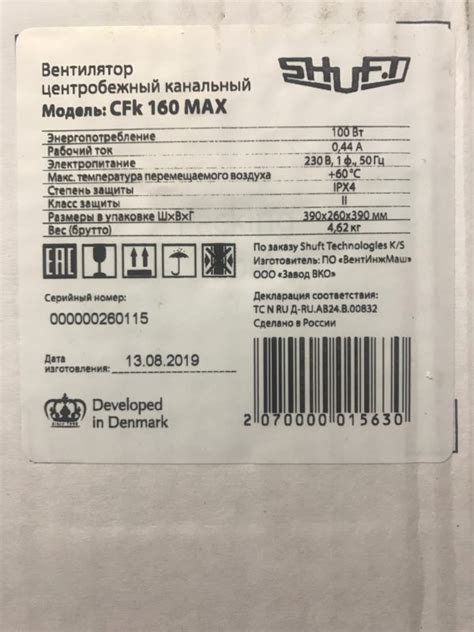 SHUFT
Вентилятор
центробежный канальный
Модель: CFk 160 MAX
Энергопотребление 100 Вт
Рабочий ток 0,44 А
Электропитание 230 В, 1 ф., 50 Гц
Макс. температура перемещаемого воздуха +60°C
Степень защиты IPX4
Класс защиты II
Размеры в упаковке ШхВхГ 390х260х390 мм
Вес (брутто) 4,62 кг
EAC
По заказу Shuft Technologies K/S
Изготовитель: ПО «ВентИнжМаш»
ООО «Завод ВКО»
Серийный номер:
000000260115
Декларация соответствия:
ТС N RU Д-RU.АВ24.В.00832
Сделано в России
Дата
изготовления: 13.08.2019
Developed
in Denmark
2 070000 015630